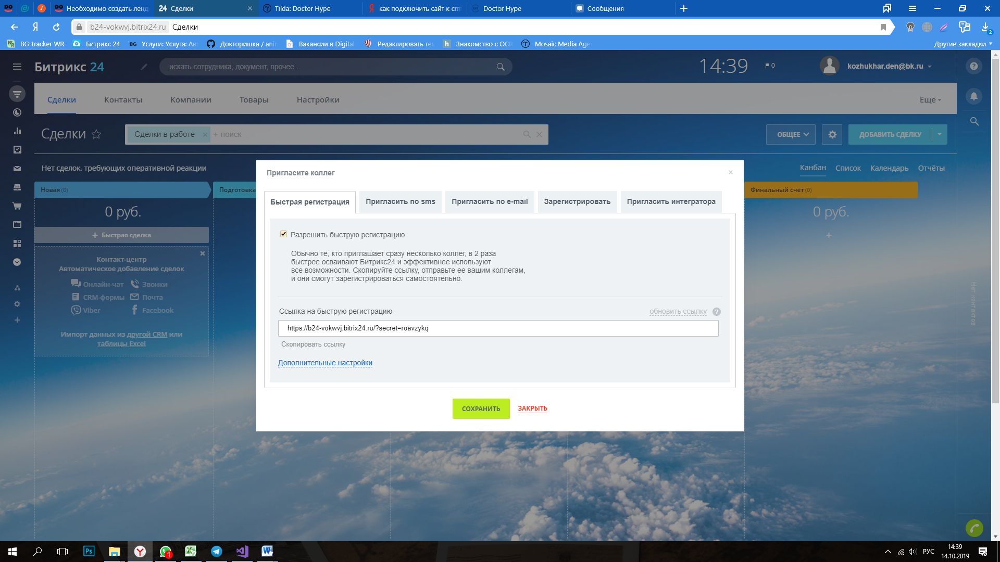 Необходимо создать ленд
24 Сделки
Tilda: Doctor Hype
как подключить сайт к crm
Doctor Hype
Сообщения
b24-vokwvj.bitrix24.ru Сделки
2
BG-tracker WR
Битрикс 24
BG Услуги: Услуга: Ав
Докторишка / ani
Вакансии в Digital
Редактировать те
h Знакомство с OCR
Mosaic Media Age
Другие закладки
Битрикс 24
искать сотрудника, документ, прочее...
14:39
0
kozhukhar.den@bk.ru
Сделки
Контакты
Компании
Товары
Настройки
Еще
Сделки
Сделки в работе
+ поиск
ОБЩЕЕ
ДОБАВИТЬ СДЕЛКУ
Нет сделок, требующих оперативной реакции
Канбан
Список
Календарь
Отчёты
Новая (0)
Подготовка
Финальный счёт (0)
0 руб.
0 руб.
+ Быстрая сделка
+
Контакт-центр
Автоматическое добавление сделок
Онлайн-чат
Звонки
CRM-формы
Почта
Viber
Facebook
Импорт данных из другой CRM или
таблицы Excel
Нет контактов
Пригласите коллег
Быстрая регистрация
Пригласить по sms
Пригласить по e-mail
Зарегистрировать
Пригласить интегратора
Разрешить быструю регистрацию
Обычно те, кто приглашает сразу несколько коллег, в 2 раза
быстрее осваивают Битрикс24 и эффективнее используют
все возможности. Скопируйте ссылку, отправьте ее вашим коллегам,
и они смогут зарегистрироваться самостоятельно.
Ссылка на быструю регистрацию
обновить ссылку
https://b24-vokwvj.bitrix24.ru/?secret=roavzykq
Скопировать ссылку
Дополнительные настройки
СОХРАНИТЬ
ЗАКРЫТЬ
Ps
1
РУС
14:39
14.10.2019